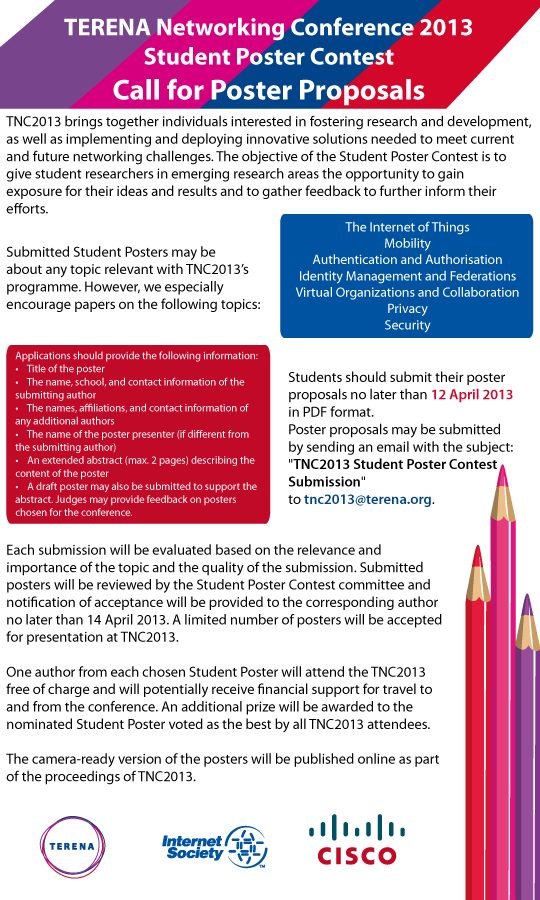 TERENA Networking Conference 2013
Student Poster Contest
Call for Poster Proposals
TNC2013 brings together individuals interested in fostering research and development,
as well as implementing and deploying innovative solutions needed to meet current
and future networking challenges. The objective of the Student Poster Contest is to
give student researchers in emerging research areas the opportunity to gain
exposure for their ideas and results and to gather feedback to further inform their
efforts.
Submitted Student Posters may be
about any topic relevant with TNC2013's
programme. However, we especially
encourage papers on the following topics:
The Internet of Things
Mobility
Authentication and Authorisation
Identity Management and Federations
Virtual Organizations and Collaboration
Privacy
Security
Applications should provide the following information:
• Title of the poster
• The name, school, and contact information of the
submitting author
• The names, affiliations, and contact information of
any additional authors
• The name of the poster presenter (if different from
the submitting author)
• An extended abstract (max. 2 pages) describing the
content of the poster
• A draft poster may also be submitted to support the
abstract. Judges may provide feedback on posters
chosen for the conference.
Students should submit their poster
proposals no later than 12 April 2013
in PDF format.
Poster proposals may be submitted
by sending an email with the subject:
"TNC2013 Student Poster Contest
Submission"
to tnc2013@terena.org.
Each submission will be evaluated based on the relevance and
importance of the topic and the quality of the submission. Submitted
posters will be reviewed by the Student Poster Contest committee and
notification of acceptance will be provided to the corresponding author
no later than 14 April 2013. A limited number of posters will be accepted
for presentation at TNC2013.
One author from each chosen Student Poster will attend the TNC2013
free of charge and will potentially receive financial support for travel to
and from the conference. An additional prize will be awarded to the
nominated Student Poster voted as the best by all TNC2013 attendees.
The camera-ready version of the posters will be published online as part
of the proceedings of TNC2013.
TERENA
Internet
Society
TM
CISCO